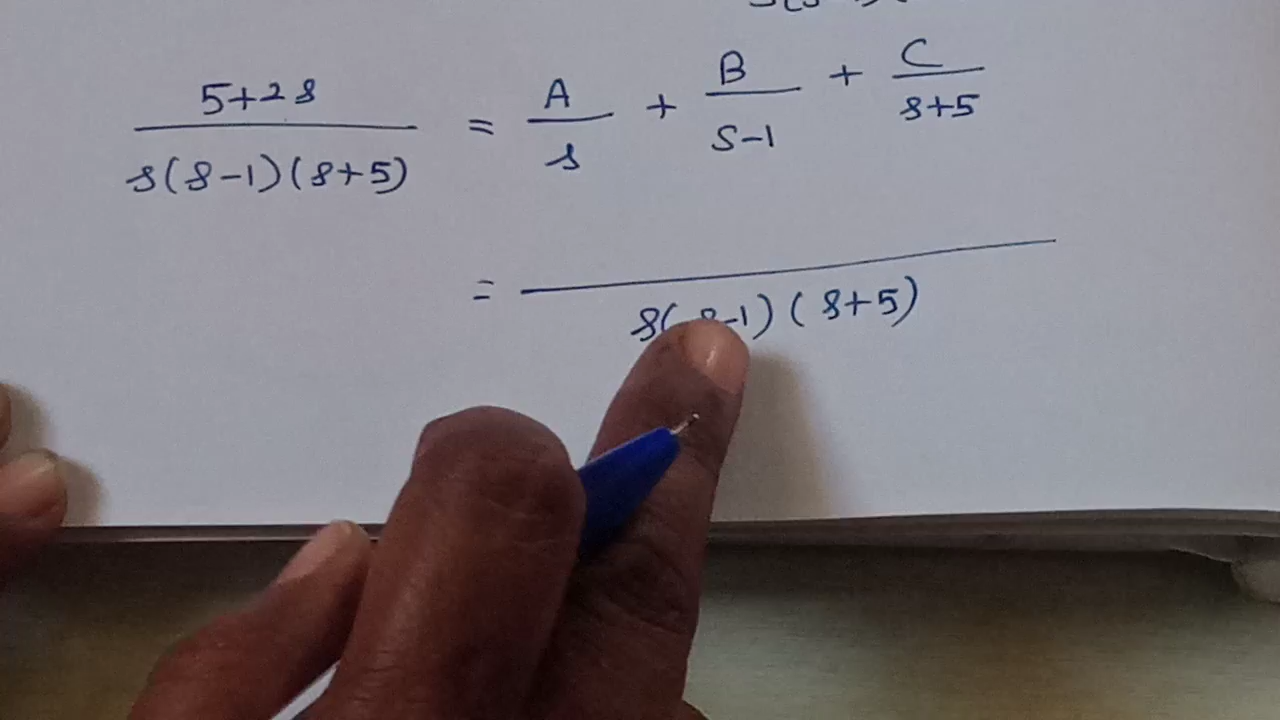 5+2s / s(s-1)(s+5) = A/s + B/s-1 + C/s+5
= / s(s-1)(s+5)